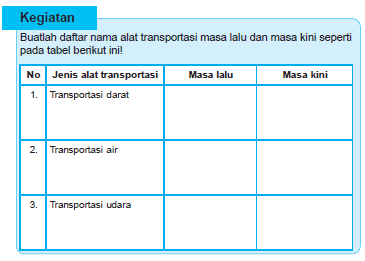 Kegiatan
Buatlah daftar nama alat transportasi masa lalu dan masa kini seperti
pada tabel berikut ini!
No Jenis alat transportasi Masa lalu Masa kini
1. Transportasi darat
2. Transportasi air
3. Transportasi udara